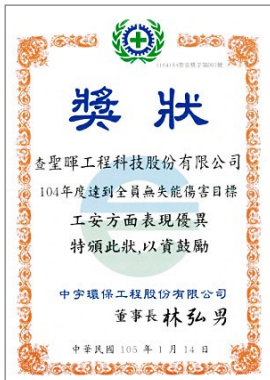 獎狀
查聖暉工程科技股份有限公司
104年度達到全員無失能傷害目標
工安方面表現優異
特頒此狀,以資鼓勵
中宇環保工程股份有限公司
董事長 林弘男
中華民國 105 年 1 月 14 日